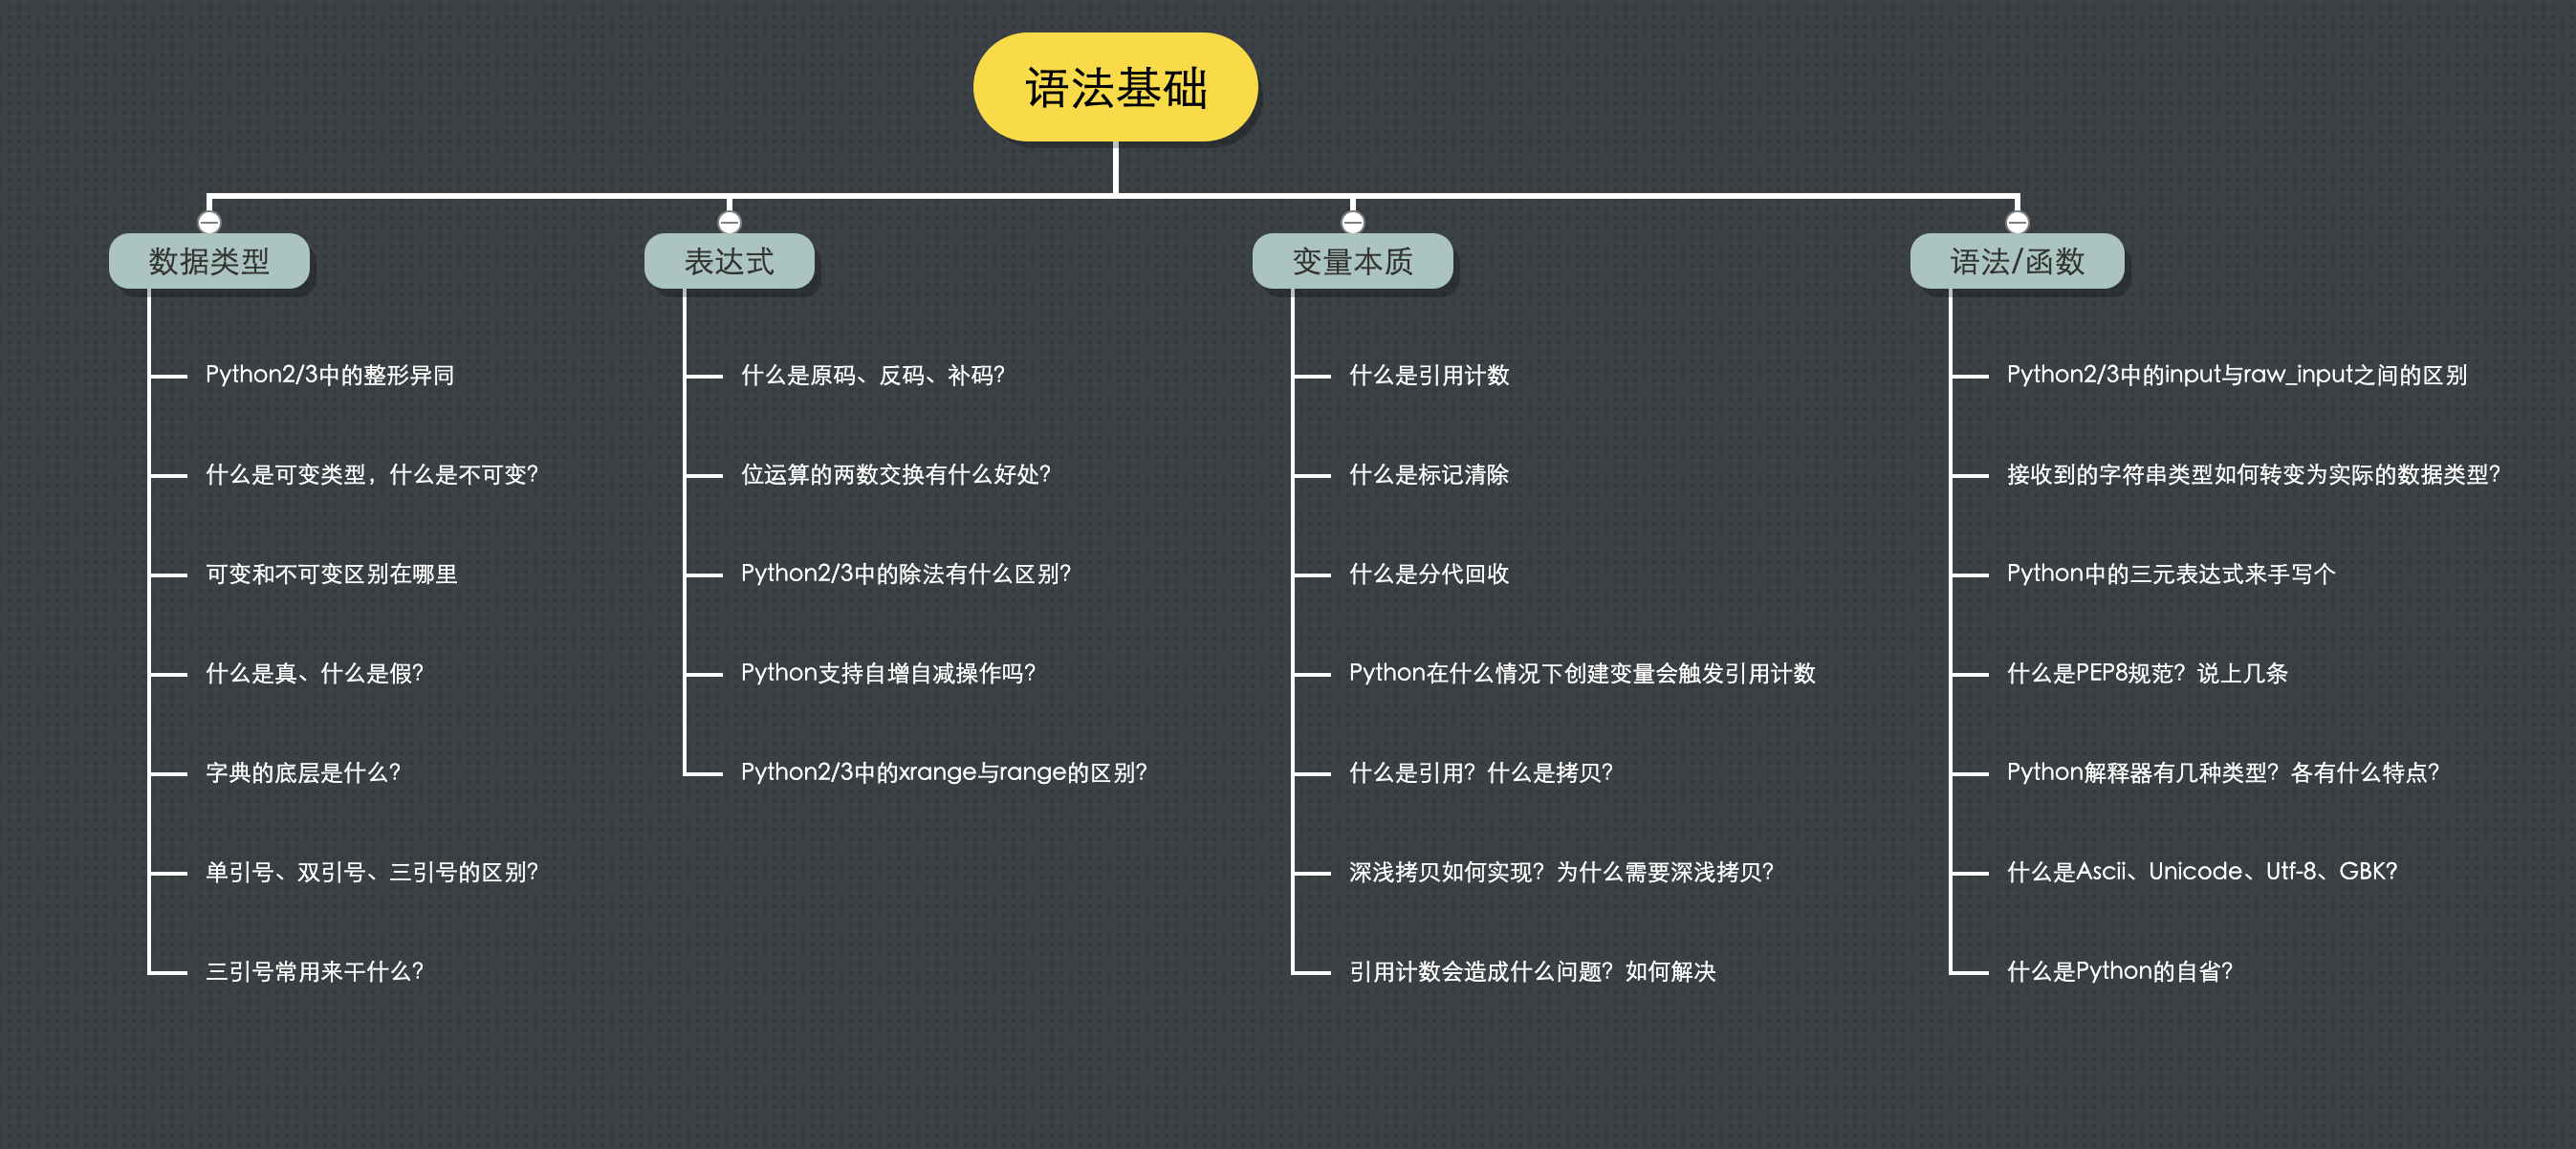 语法基础
数据类型
Python2/3中的整形异同
什么是可变类型，什么是不可变?
可变和不可变区别在哪里
什么是真、什么是假?
字典的底层是什么?
单引号、双引号、三引号的区别?
三引号常用来干什么?
表达式
什么是原码、反码、补码?
位运算的两数交换有什么好处?
Python2/3中的除法有什么区别?
Python支持自增自减操作吗?
Python2/3中的xrange与range的区别?
变量本质
什么是引用计数
什么是标记清除
什么是分代回收
Python在什么情况下创建变量会触发引用计数
什么是引用? 什么是拷贝?
深浅拷贝如何实现? 为什么需要深浅拷贝?
引用计数会造成什么问题? 如何解决
语法/函数
Python2/3中的input与raw_input之间的区别
接收到的字符串类型如何转变为实际的数据类型?
Python中的三元表达式来手写个
什么是PEP8规范? 说上几条
Python解释器有几种类型? 各有什么特点?
什么是Ascii、Unicode、Utf-8、GBK?
什么是Python的自省?